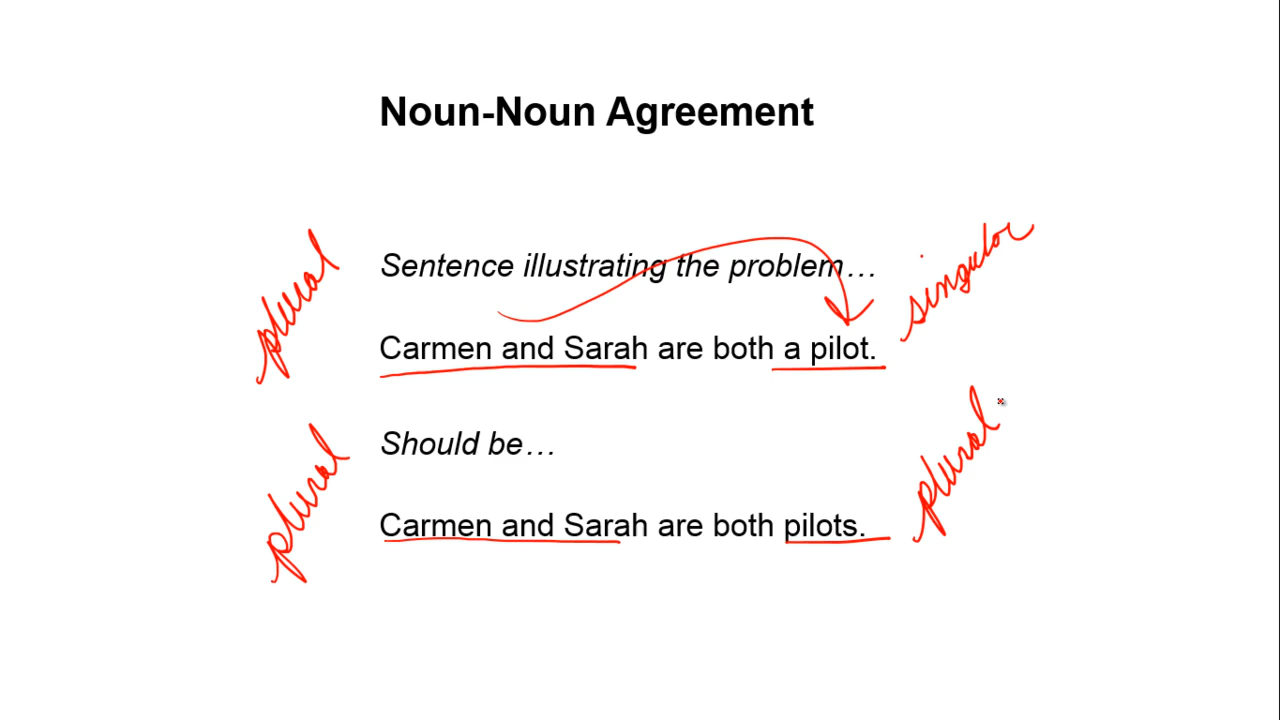 Noun-Noun Agreement
plural
Sentence illustrating the problem...
singular
Carmen and Sarah are both a pilot.
plural
Should be...
plural
Carmen and Sarah are both pilots.